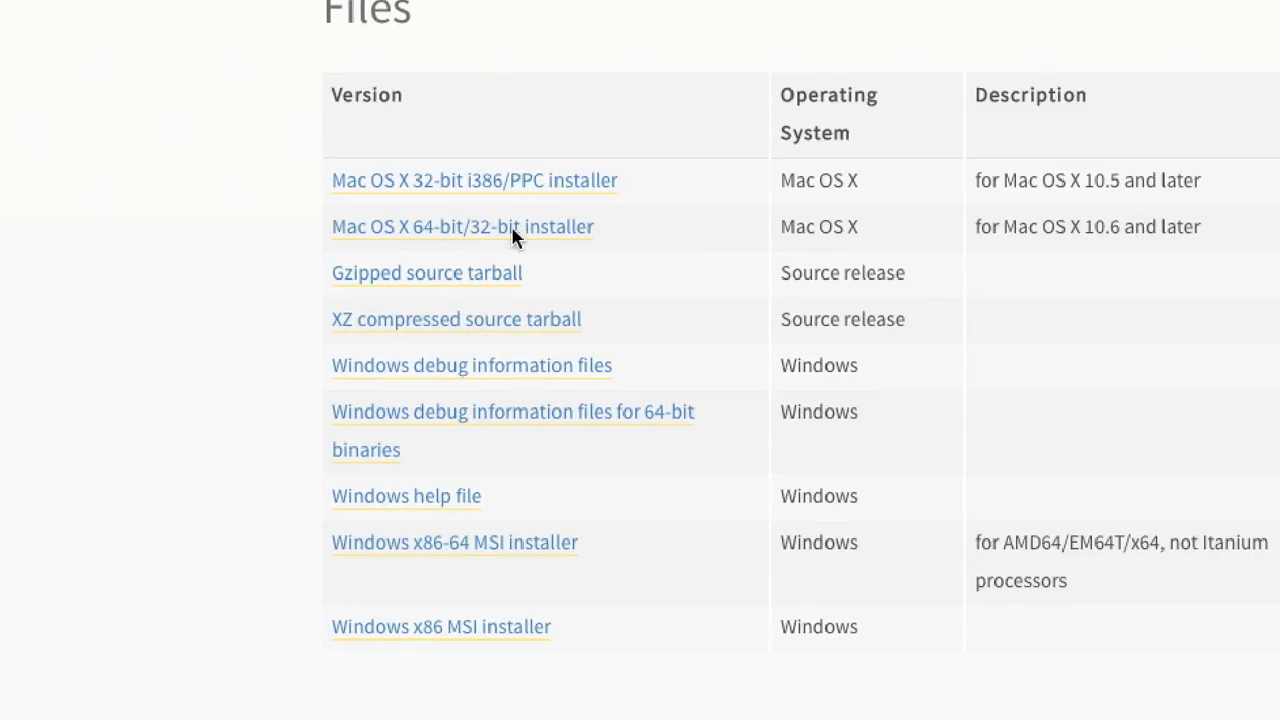 Files
Version
Operating
System
Description
Mac OS X 32-bit i386/PPC installer
Mac OS X
for Mac OS X 10.5 and later
Mac OS X 64-bit/32-bit installer
Mac OS X
for Mac OS X 10.6 and later
Gzipped source tarball
Source release
XZ compressed source tarball
Source release
Windows debug information files
Windows
Windows debug information files for 64-bit
binaries
Windows
Windows help file
Windows
Windows x86-64 MSI installer
Windows
for AMD64/EM64T/x64, not Itanium
processors
Windows x86 MSI installer
Windows